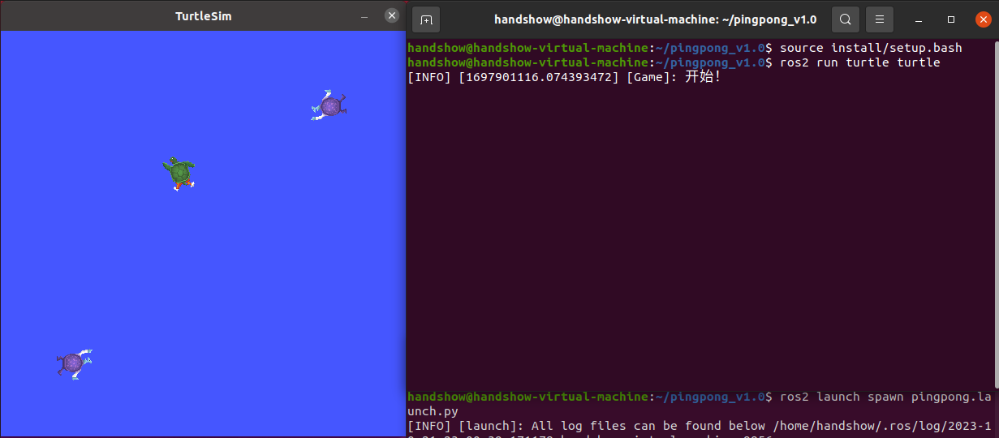 TurtleSim
handshow@handshow-virtual-machine: ~/pingpong_v1.0
handshow@handshow-virtual-machine:~/pingpong_v1.0$ source install/setup.bash
handshow@handshow-virtual-machine:~/pingpong_v1.0$ ros2 run turtle turtle
[INFO] [1697901116.074393472] [Game]: 开始!
handshow@handshow-virtual-machine:~/pingpong_v1.0$ ros2 launch spawn pingpong.la
unch.py
[INFO] [launch]: All log files can be found below /home/handshow/.ros/log/2023-1